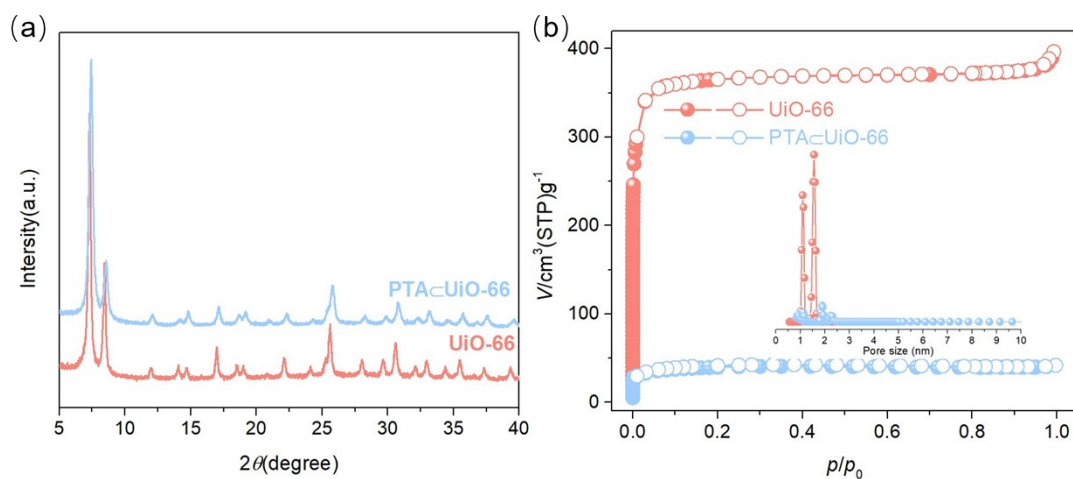 (a)
Intersity(a.u.)
PTA⊂UiO-66
UiO-66
5 10 15 20 25 30 35 40
2θ(degree)
(b)
400
300
200
100
0
V/cm³(STP)g⁻¹
UiO-66
PTA⊂UiO-66
0 1 2 3 4 5 6 7 8 9 10
Pore size (nm)
0.0 0.2 0.4 0.6 0.8 1.0
p/p₀